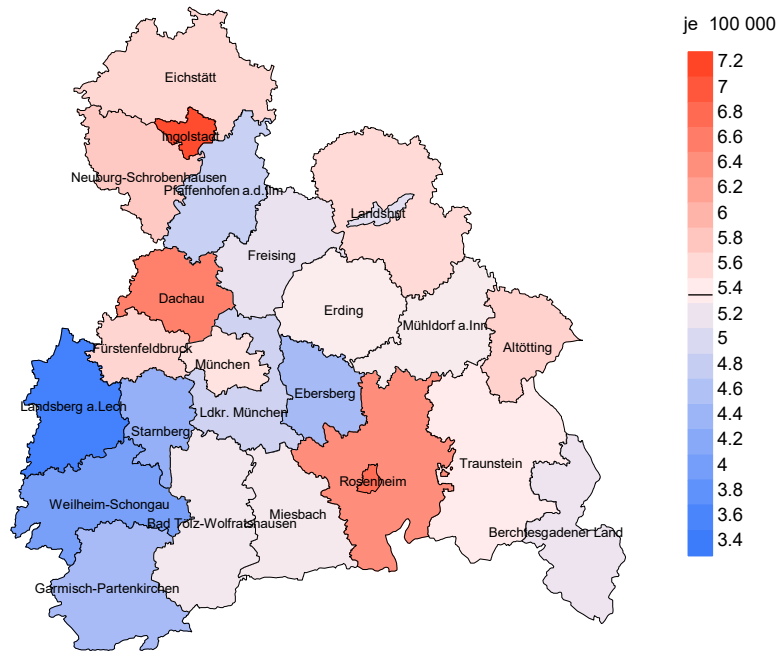 je 100 000
7.2
7
6.8
6.6
6.4
6.2
6
5.8
5.6
5.4
5.2
5
4.8
4.6
4.4
4.2
4
3.8
3.6
3.4
Eichstätt
Ingolstadt
Neuburg-Schrobenhausen
Pfaffenhofen a.d.Ilm
Landshut
Freising
Dachau
Erding
Mühldorf a.Inn
Altötting
Fürstenfeldbruck
München
Ebersberg
Landsberg a.Lech
Ldkr. München
Starnberg
Traunstein
Rosenheim
Weilheim-Schongau
Miesbach
Bad Tölz-Wolfratshausen
Berchtesgadener Land
Garmisch-Partenkirchen